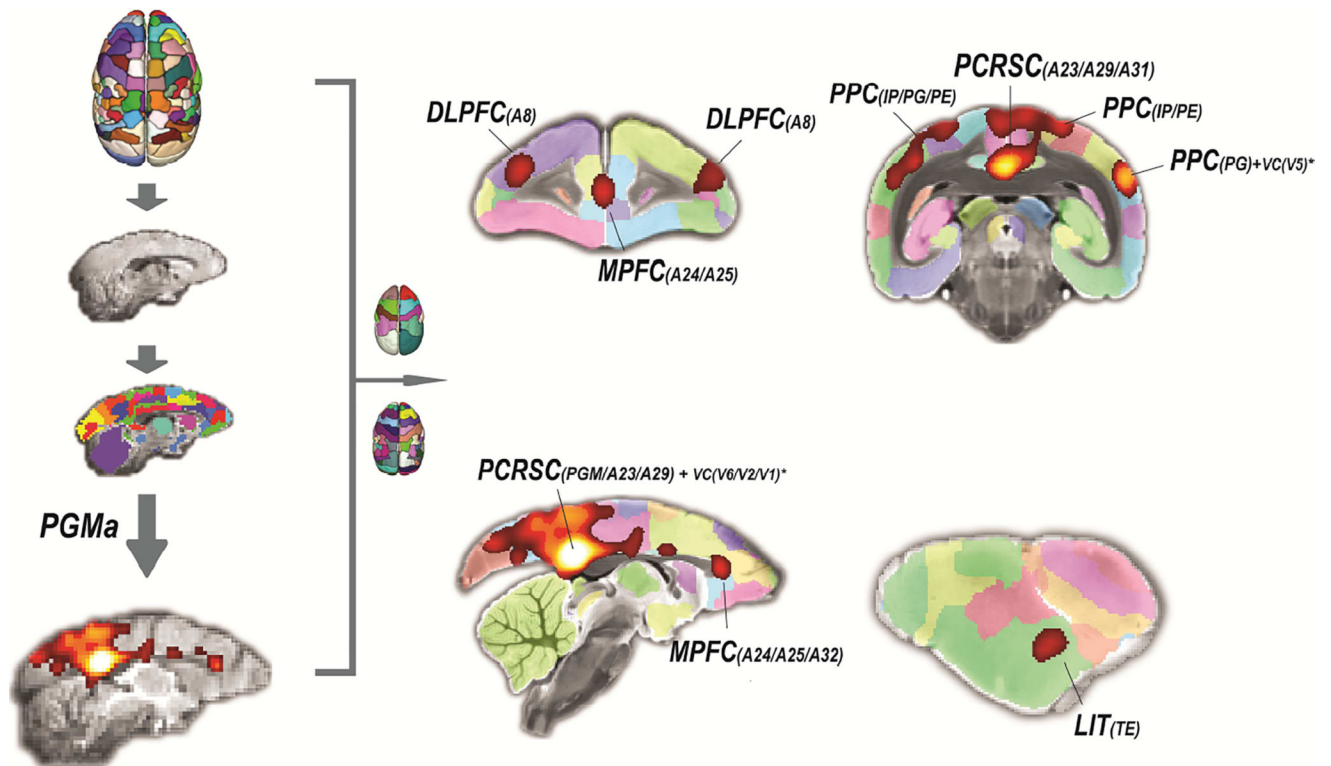 PCRSC(A23/A29/A31)
PPC(IP/PG/PE)
PPC(IP/PE)
DLPFC(A8)
DLPFC(A8)
PPC(PG)+VC(V5)*
MPFC(A24/A25)
PGMa
PCRSC(PGM/A23/A29) + VC(V6/V2/V1)*
MPFC(A24/A25/A32)
LIT(TE)